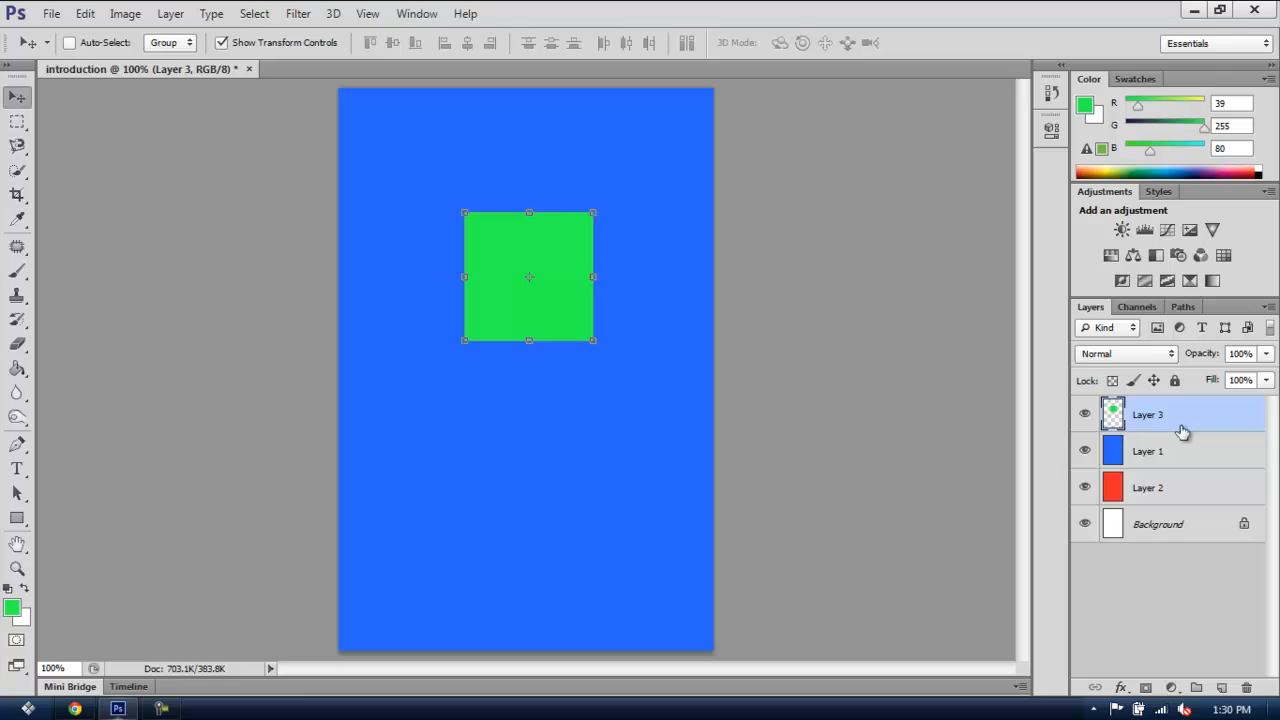 Ps File Edit Image Layer Type Select Filter 3D View Window Help
Auto-Select: Group Show Transform Controls 3D Mode: Essentials
introduction @ 100% (Layer 3, RGB/8) * ×
Color Swatches
R 39
G 255
B 80
Adjustments Styles
Add an adjustment
Layers Channels Paths
Kind
Normal Opacity: 100%
Lock: Fill: 100%
Layer 3
Layer 1
Layer 2
Background
100% Doc: 703.1K/383.8K
Mini Bridge Timeline
Ps 1:30 PM